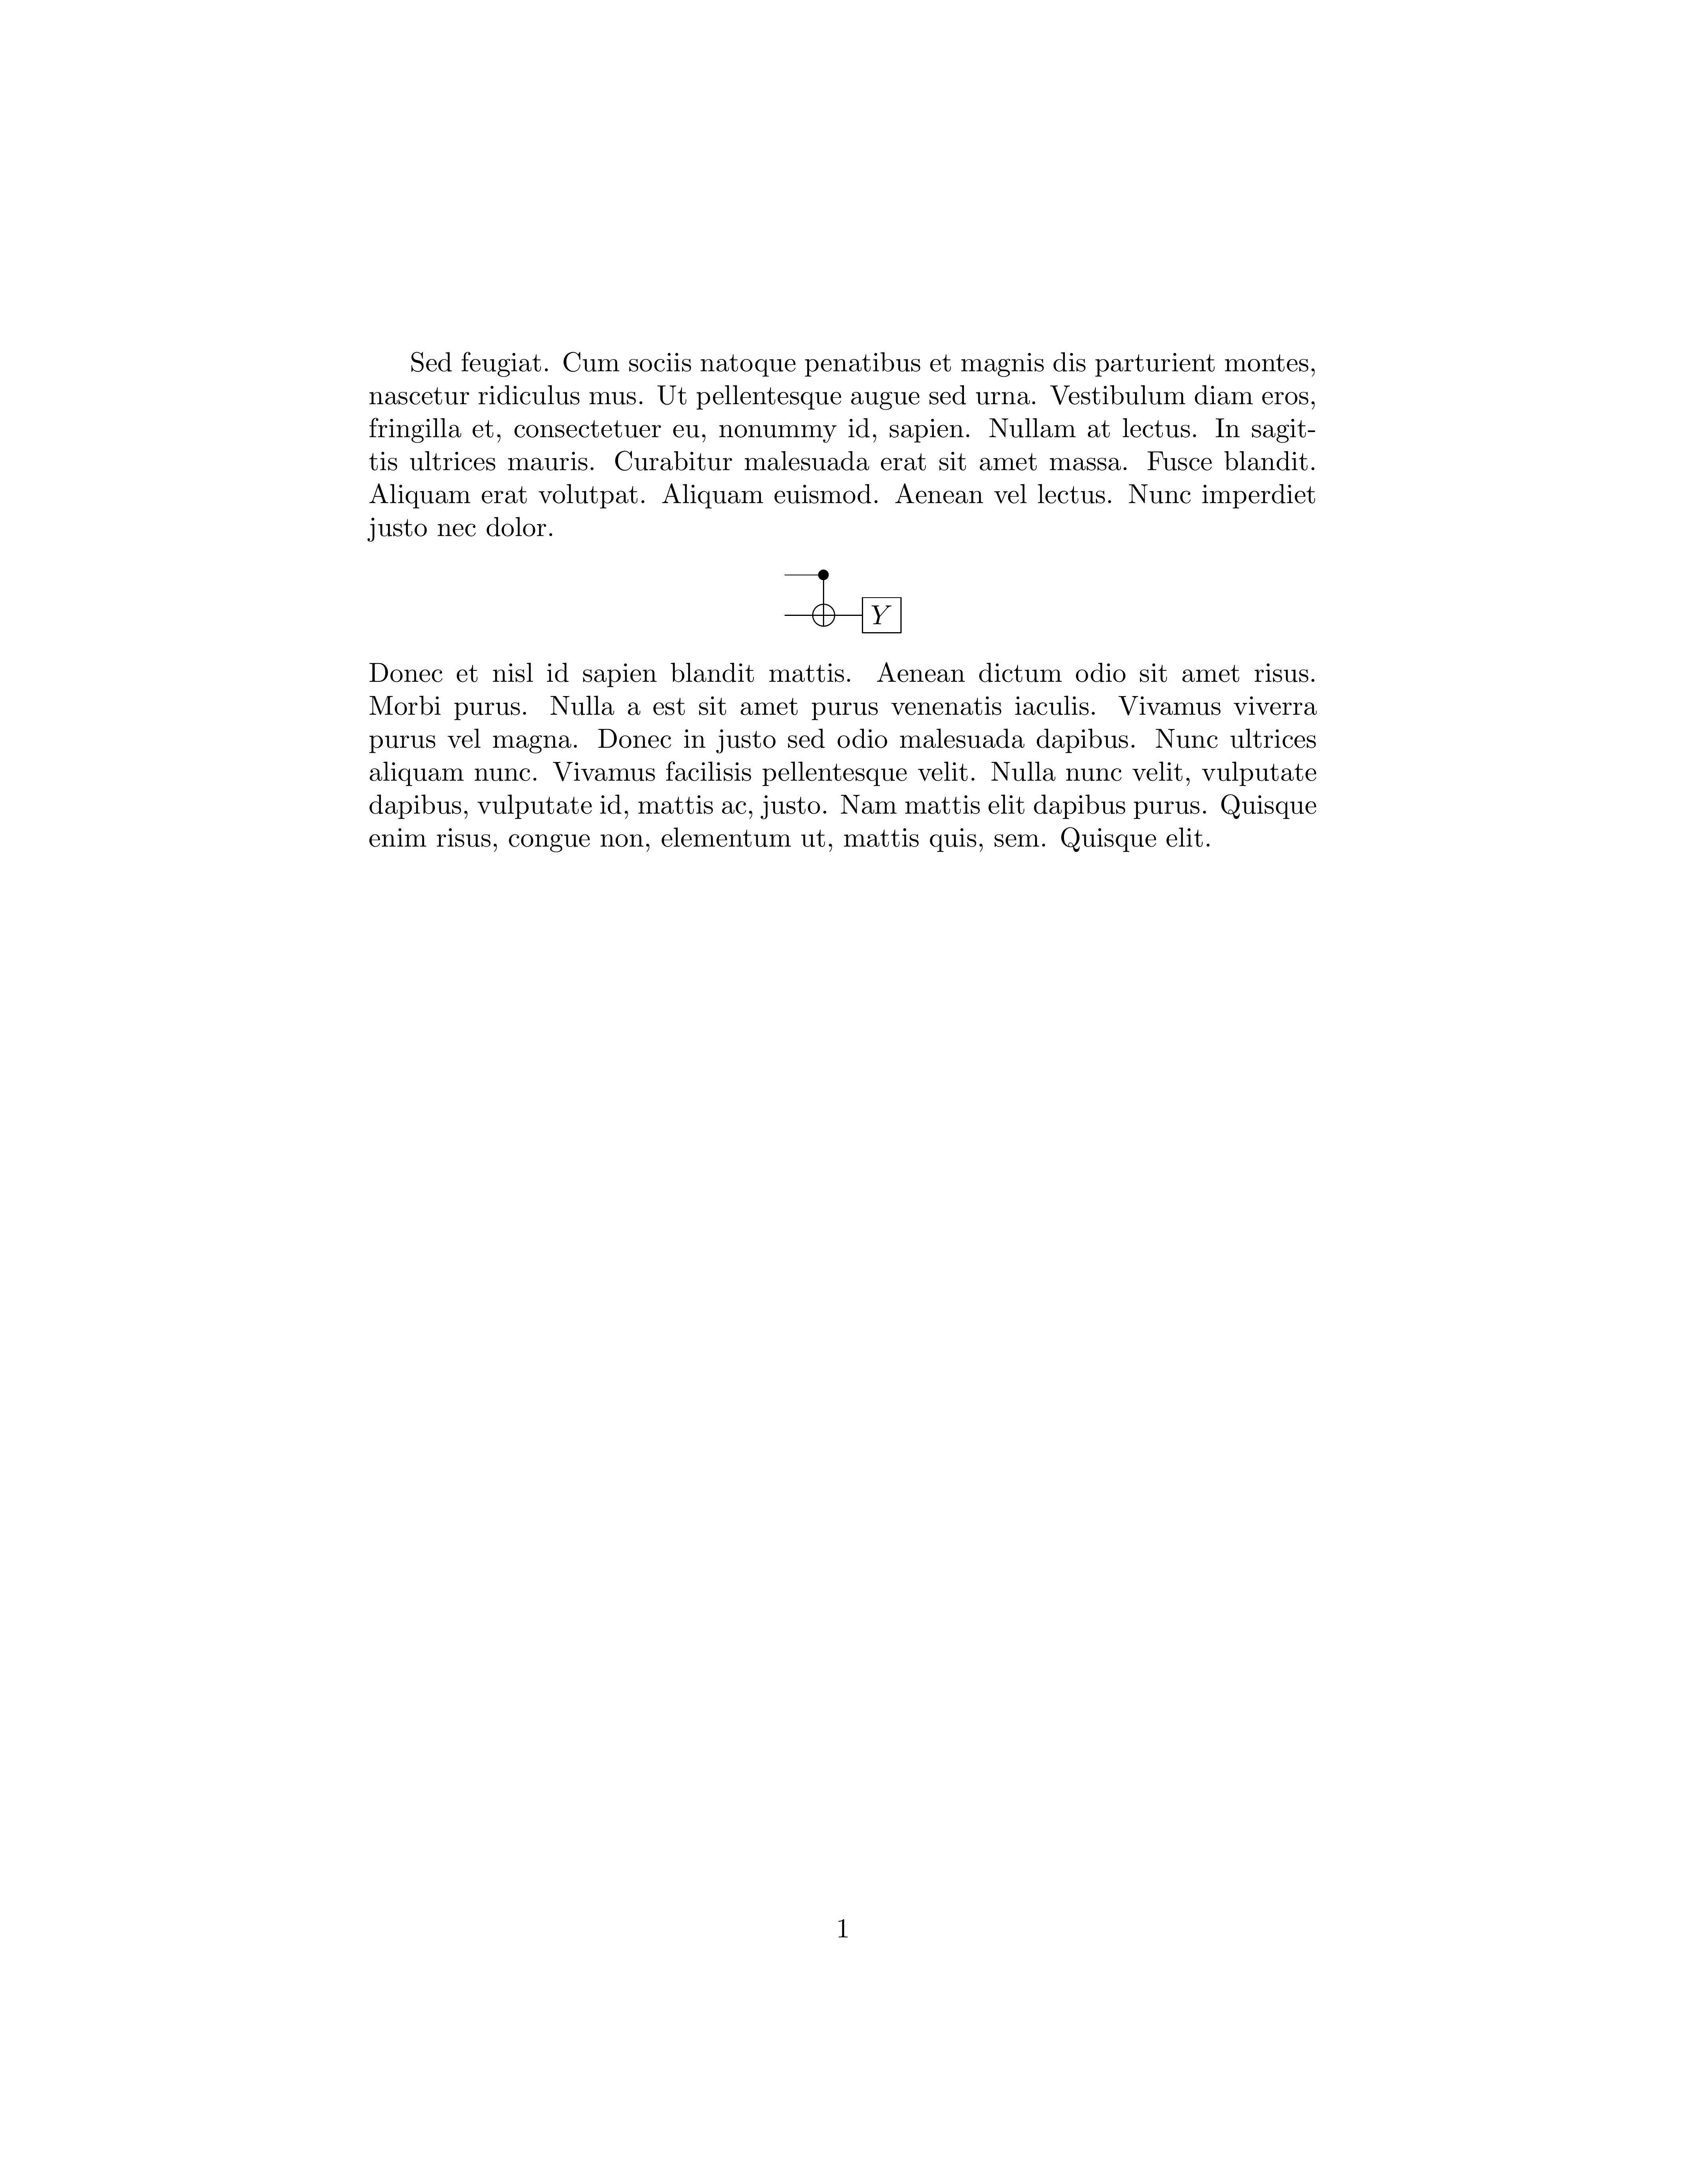 Sed feugiat. Cum sociis natoque penatibus et magnis dis parturient montes,
nascetur ridiculus mus. Ut pellentesque augue sed urna. Vestibulum diam eros,
fringilla et, consectetuer eu, nonummy id, sapien. Nullam at lectus. In sagit-
tis ultrices mauris. Curabitur malesuada erat sit amet massa. Fusce blandit.
Aliquam erat volutpat. Aliquam euismod. Aenean vel lectus. Nunc imperdiet
justo nec dolor.
Y
Donec et nisl id sapien blandit mattis. Aenean dictum odio sit amet risus.
Morbi purus. Nulla a est sit amet purus venenatis iaculis. Vivamus viverra
purus vel magna. Donec in justo sed odio malesuada dapibus. Nunc ultrices
aliquam nunc. Vivamus facilisis pellentesque velit. Nulla nunc velit, vulputate
dapibus, vulputate id, mattis ac, justo. Nam mattis elit dapibus purus. Quisque
enim risus, congue non, elementum ut, mattis quis, sem. Quisque elit.
1